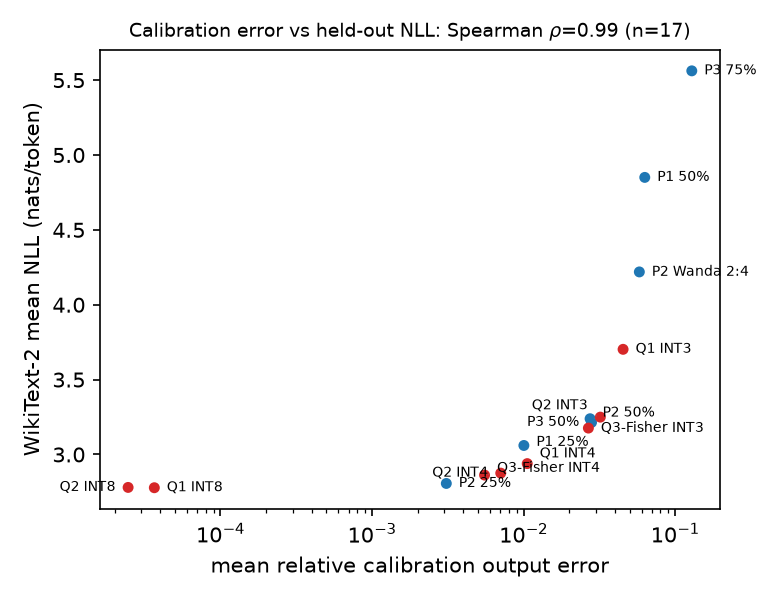 Calibration error vs held-out NLL: Spearman ρ=0.99 (n=17)
WikiText-2 mean NLL (nats/token)
5.5
5.0
4.5
4.0
3.5
3.0
P3 75%
P1 50%
P2 Wanda 2:4
Q1 INT3
Q2 INT3
P2 50%
P3 50%
Q3-Fisher INT3
P1 25%
Q1 INT4
Q3-Fisher INT4
Q2 INT4
P2 25%
Q2 INT8
Q1 INT8
10⁻⁴
10⁻³
10⁻²
10⁻¹
mean relative calibration output error